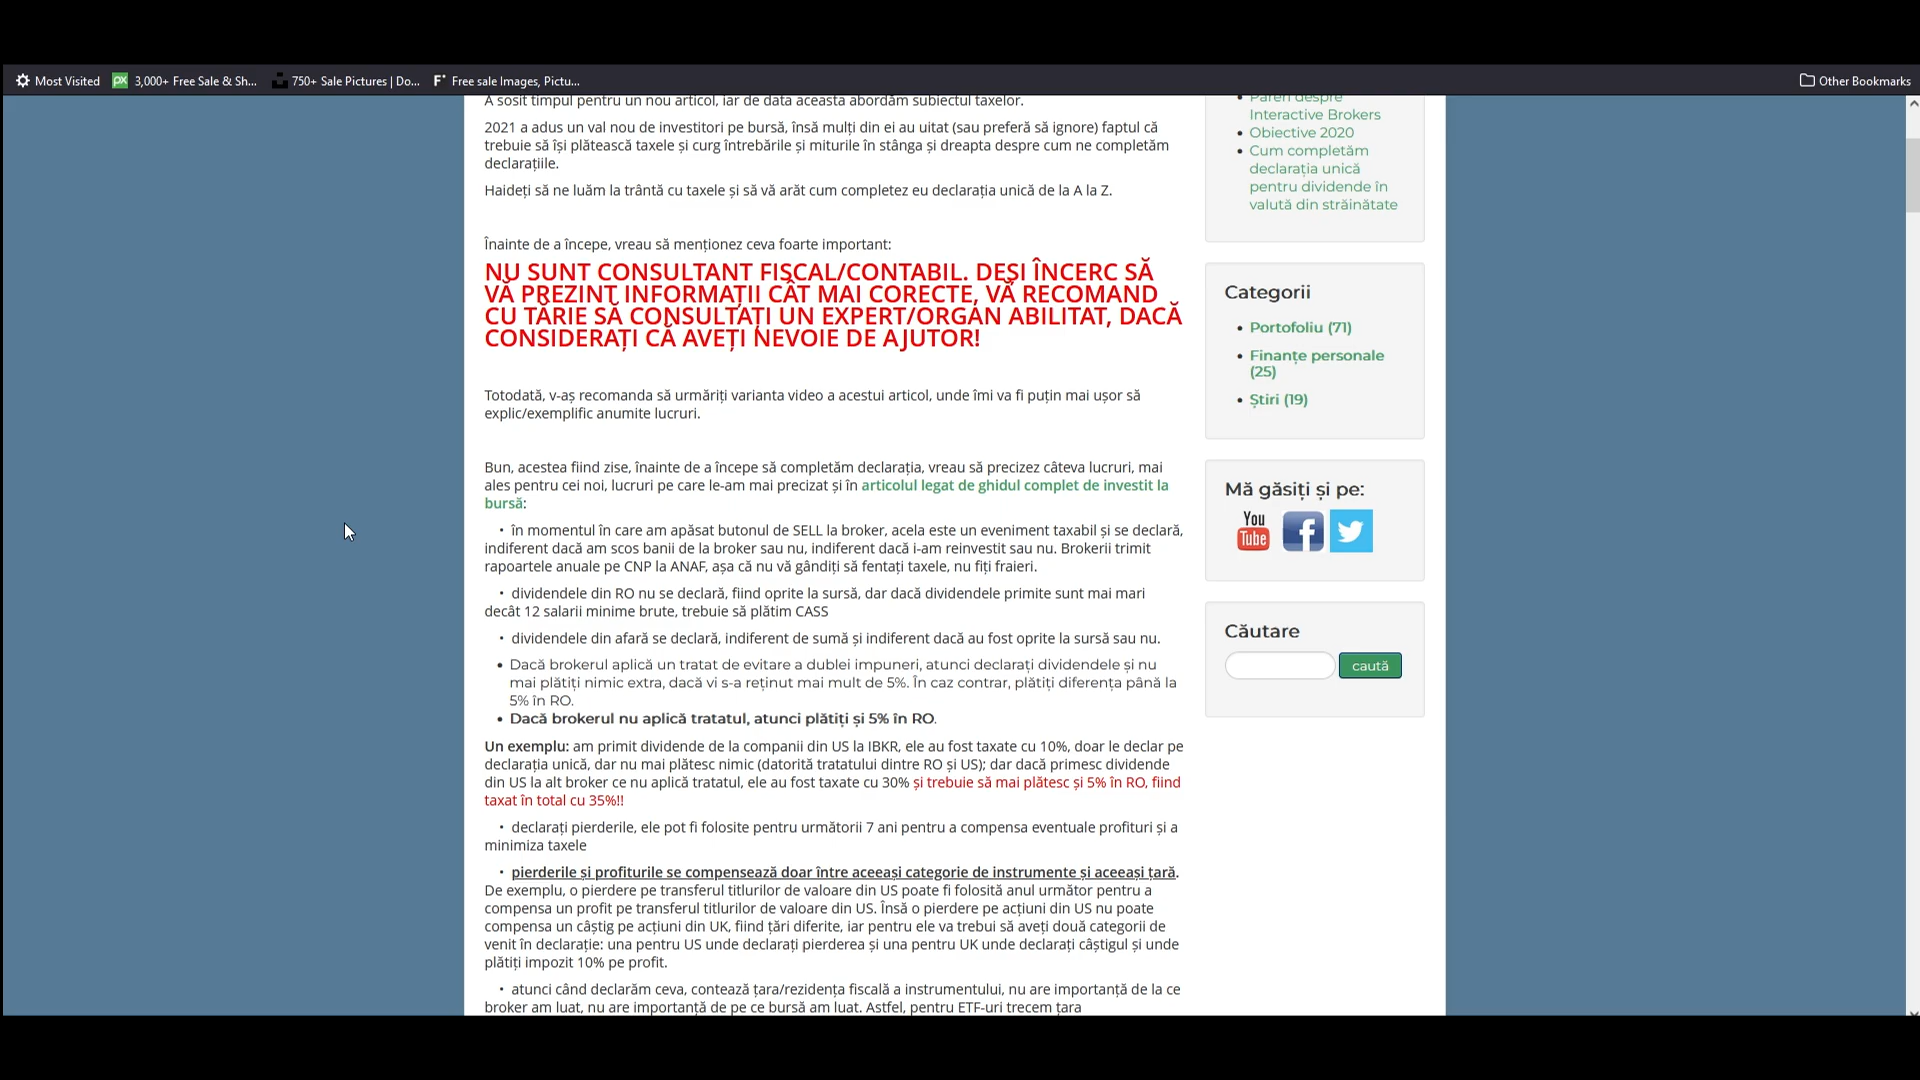 Most Visited
3,000+ Free Sale & Sh...
750+ Sale Pictures | Do...
Free sale Images, Pictu...
Other Bookmarks
A sosit timpul pentru un nou articol, iar de data aceasta abordăm subiectul taxelor.
2021 a adus un val nou de investitori pe bursă, însă mulți din ei au uitat (sau preferă să ignore) faptul că
trebuie să își plătească taxele și curg întrebările și miturile în stânga și dreapta despre cum ne completăm
declarațiile.
Haideți să ne luăm la trântă cu taxele și să vă arăt cum completez eu declarația unică de la A la Z.
Înainte de a începe, vreau să menționez ceva foarte important:
NU SUNT CONSULTANT FISCAL/CONTABIL. DEȘI ÎNCERC SĂ
VĂ PREZINT INFORMAȚII CÂT MAI CORECTE, VĂ RECOMAND
CU TĂRIE SĂ CONSULTAȚI UN EXPERT/ORGAN ABILITAT, DACĂ
CONSIDERAȚI CĂ AVEȚI NEVOIE DE AJUTOR!
Totodată, v-aș recomanda să urmăriți varianta video a acestui articol, unde îmi va fi puțin mai ușor să
explic/exemplific anumite lucruri.
Bun, acestea fiind zise, înainte de a începe să completăm declarația, vreau să precizez câteva lucruri, mai
ales pentru cei noi, lucruri pe care le-am mai precizat și în articolul legat de ghidul complet de investit la
bursă:
• în momentul în care am apăsat butonul de SELL la broker, acela este un eveniment taxabil și se declară,
indiferent dacă am scos banii de la broker sau nu, indiferent dacă i-am reinvestit sau nu. Brokerii trimit
rapoartele anuale pe CNP la ANAF, așa că nu vă gândiți să fentați taxele, nu fiți fraieri.
• dividendele din RO nu se declară, fiind oprite la sursă, dar dacă dividendele primite sunt mai mari
decât 12 salarii minime brute, trebuie să plătim CASS
• dividendele din afară se declară, indiferent de sumă și indiferent dacă au fost oprite la sursă sau nu.
• Dacă brokerul aplică un tratat de evitare a dublei impuneri, atunci declarați dividendele și nu
mai plătiți nimic extra, dacă vi s-a reținut mai mult de 5%. În caz contrar, plătiți diferența până la
5% în RO.
• Dacă brokerul nu aplică tratatul, atunci plătiți și 5% în RO.
Un exemplu: am primit dividende de la companii din US la IBKR, ele au fost taxate cu 10%, doar le declar pe
declarația unică, dar nu mai plătesc nimic (datorită tratatului dintre RO și US); dar dacă primesc dividende
din US la alt broker ce nu aplică tratatul, ele au fost taxate cu 30% și trebuie să mai plătesc și 5% în RO, fiind
taxat în total cu 35%!!
• declarați pierderile, ele pot fi folosite pentru următorii 7 ani pentru a compensa eventuale profituri și a
minimiza taxele
• pierderile și profiturile se compensează doar între aceeași categorie de instrumente și aceeași țară.
De exemplu, o pierdere pe transferul titlurilor de valoare din US poate fi folosită anul următor pentru a
compensa un profit pe transferul titlurilor de valoare din US. Însă o pierdere pe acțiuni din US nu poate
compensa un câștig pe acțiuni din UK, fiind țări diferite, iar pentru ele va trebui să aveți două categorii de
venit în declarație: una pentru US unde declarați pierderea și una pentru UK unde declarați câștigul și unde
plătiți impozit 10% pe profit.
• atunci când declarăm ceva, contează țara/rezidența fiscală a instrumentului, nu are importanță de la ce
broker am luat, nu are importanță de pe ce bursă am luat. Astfel, pentru ETF-uri trecem țara
• Păreri despre
Interactive Brokers
• Obiective 2020
• Cum completăm
declarația unică
pentru dividende în
valută din străinătate
Categorii
• Portofoliu (71)
• Finanțe personale
(25)
• Știri (19)
Mă găsiți și pe:
You
Tube
Căutare
caută